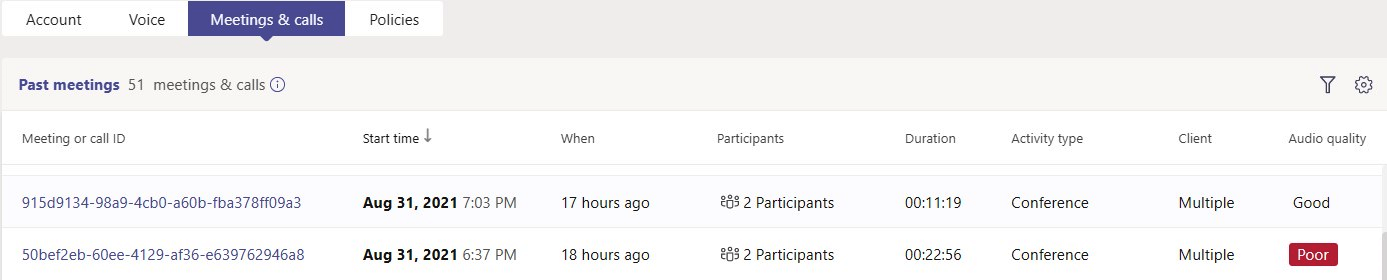 Account Voice Meetings & calls Policies
Past meetings 51 meetings & calls
Meeting or call ID Start time ↓ When Participants Duration Activity type Client Audio quality
915d9134-98a9-4cb0-a60b-fba378ff09a3 Aug 31, 2021 7:03 PM 17 hours ago 2 Participants 00:11:19 Conference Multiple Good
50bef2eb-60ee-4129-af36-e639762946a8 Aug 31, 2021 6:37 PM 18 hours ago 2 Participants 00:22:56 Conference Multiple Poor